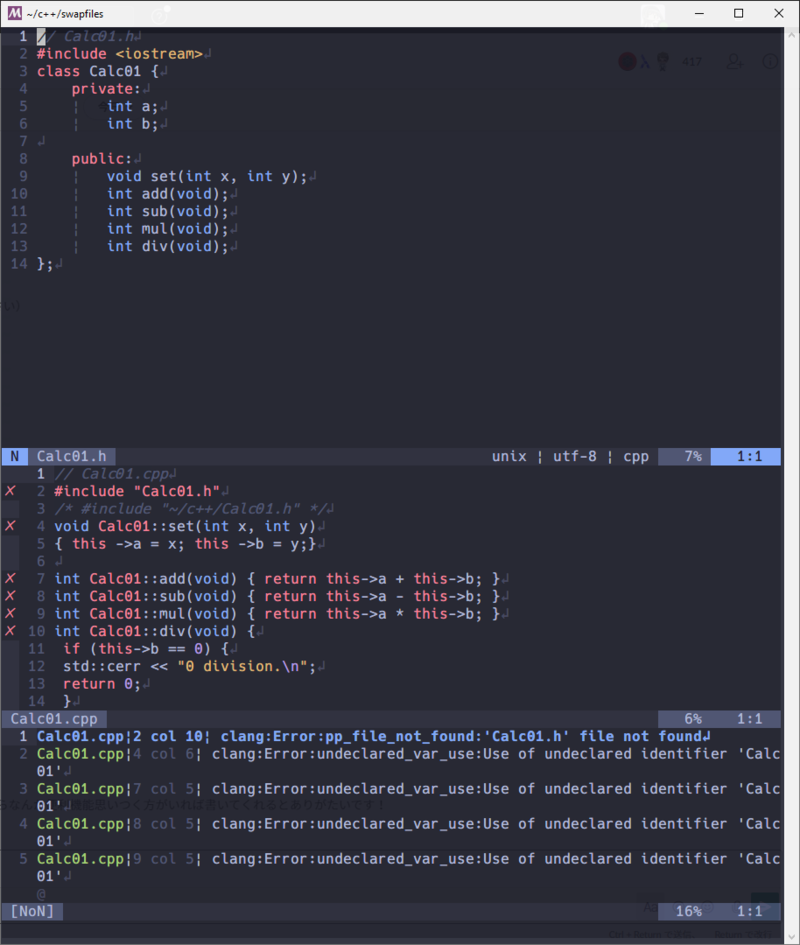 ~/c++/swapfiles
1 // Calc01.h↲
2 #include <iostream>↲
3 class Calc01 {↲
4     private:↲
5     ¦   int a;↲
6     ¦   int b;↲
7 ↲
8     public:↲
9     ¦   void set(int x, int y);↲
10     ¦   int add(void);↲
11     ¦   int sub(void);↲
12     ¦   int mul(void);↲
13     ¦   int div(void);↲
14 };↲
N Calc01.h unix | utf-8 | cpp 7% 1:1
1 // Calc01.cpp↲
✗ 2 #include "Calc01.h"↲
3 /* #include "~/c++/Calc01.h" */↲
✗ 4 void Calc01::set(int x, int y)↲
5 { this ->a = x; this ->b = y;}↲
6 ↲
✗ 7 int Calc01::add(void) { return this->a + this->b; }↲
✗ 8 int Calc01::sub(void) { return this->a - this->b; }↲
✗ 9 int Calc01::mul(void) { return this->a * this->b; }↲
✗ 10 int Calc01::div(void) {↲
11  if (this->b == 0) {↲
12  std::cerr << "0 division.\n";↲
13  return 0;↲
14  }↲
Calc01.cpp 6% 1:1
1 Calc01.cpp¦2 col 10¦ clang:Error:pp_file_not_found:'Calc01.h' file not found↲
2 Calc01.cpp¦4 col 6¦ clang:Error:undeclared_var_use:Use of undeclared identifier 'Calc
01'↲
3 Calc01.cpp¦7 col 5¦ clang:Error:undeclared_var_use:Use of undeclared identifier 'Calc
01'↲
4 Calc01.cpp¦8 col 5¦ clang:Error:undeclared_var_use:Use of undeclared identifier 'Calc
01'↲
5 Calc01.cpp¦9 col 5¦ clang:Error:undeclared_var_use:Use of undeclared identifier 'Calc
01'↲
@
[NoN] 16% 1:1